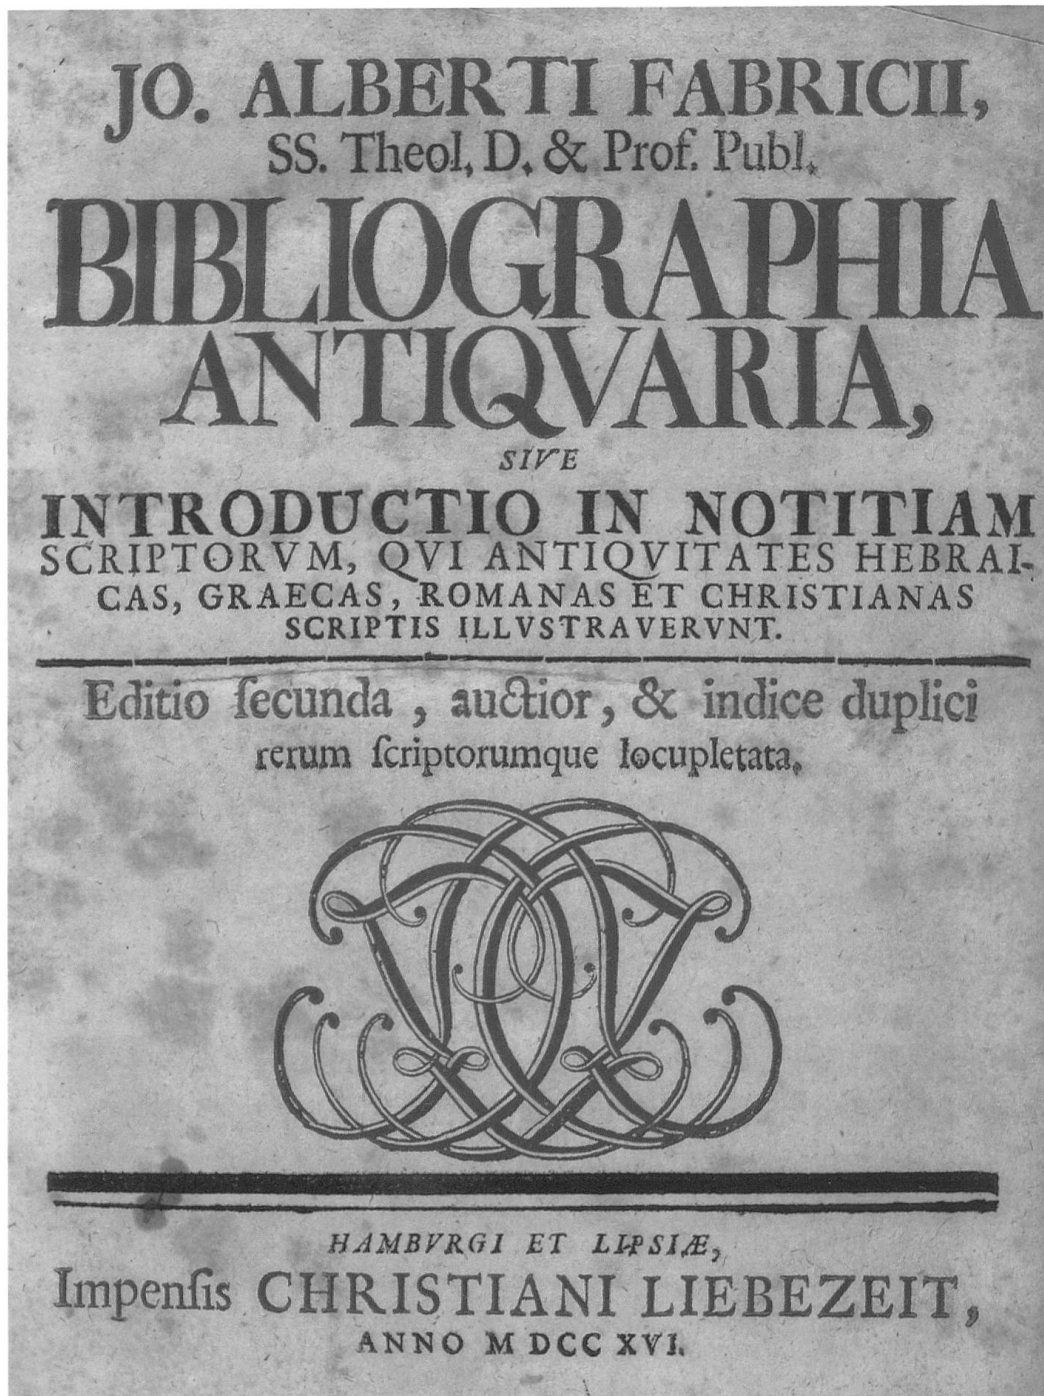 JO. ALBERTI FABRICII,
SS. Theol. D. & Prof. Publ.
BIBLIOGRAPHIA
ANTIQVARIA,
SIVE
INTRODUCTIO IN NOTITIAM
SCRIPTORVM, QVI ANTIQVITATES HEBRAI-
CAS, GRAECAS, ROMANAS ET CHRISTIANAS
SCRIPTIS ILLVSTRAVERVNT.
Editio ſecunda, auctior, & indice duplici
rerum ſcriptorumque locupletata.
HAMBVRGI ET LIPSIÆ,
Impenſis CHRISTIANI LIEBEZEIT,
ANNO M DCC XVI.